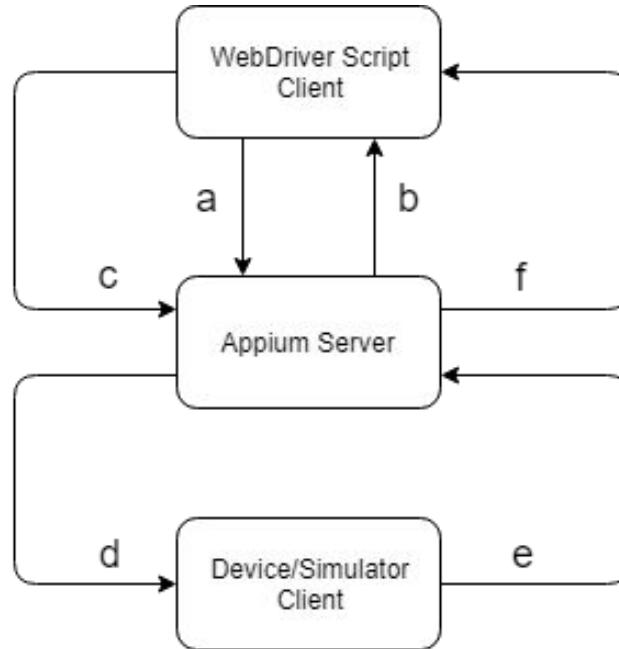 WebDriver Script
Client
a
b
c
f
Appium Server
d
Device/Simulator
Client
e